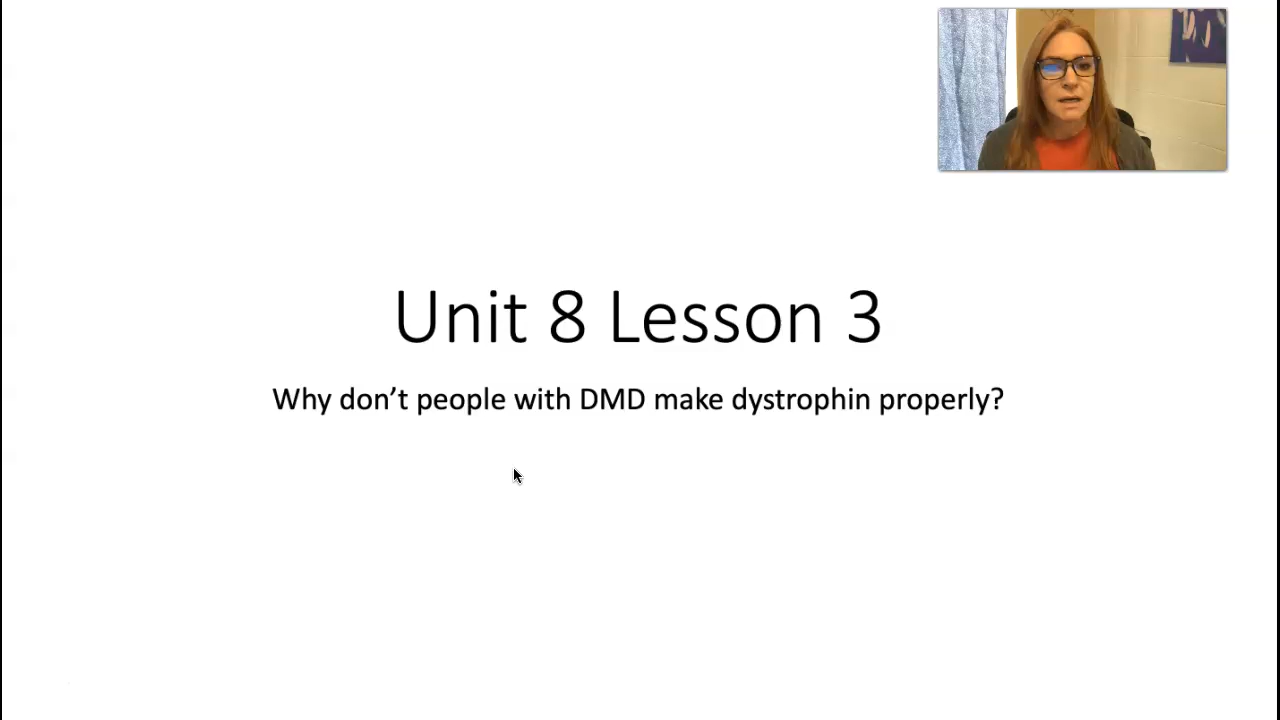 Unit 8 Lesson 3
Why don’t people with DMD make dystrophin properly?